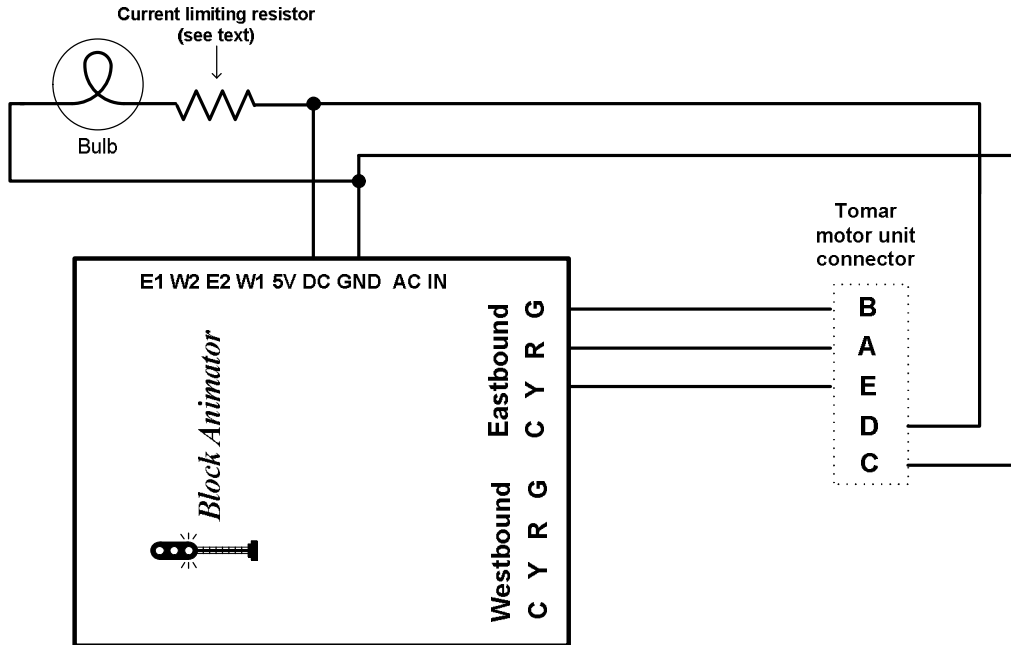 Current limiting resistor
(see text)
Bulb
Tomar
motor unit
connector
E1 W2 E2 W1 5V DC GND AC IN
Block Animator
Eastbound
G
R
Y
C
Westbound
G
R
Y
C
B
A
E
D
C